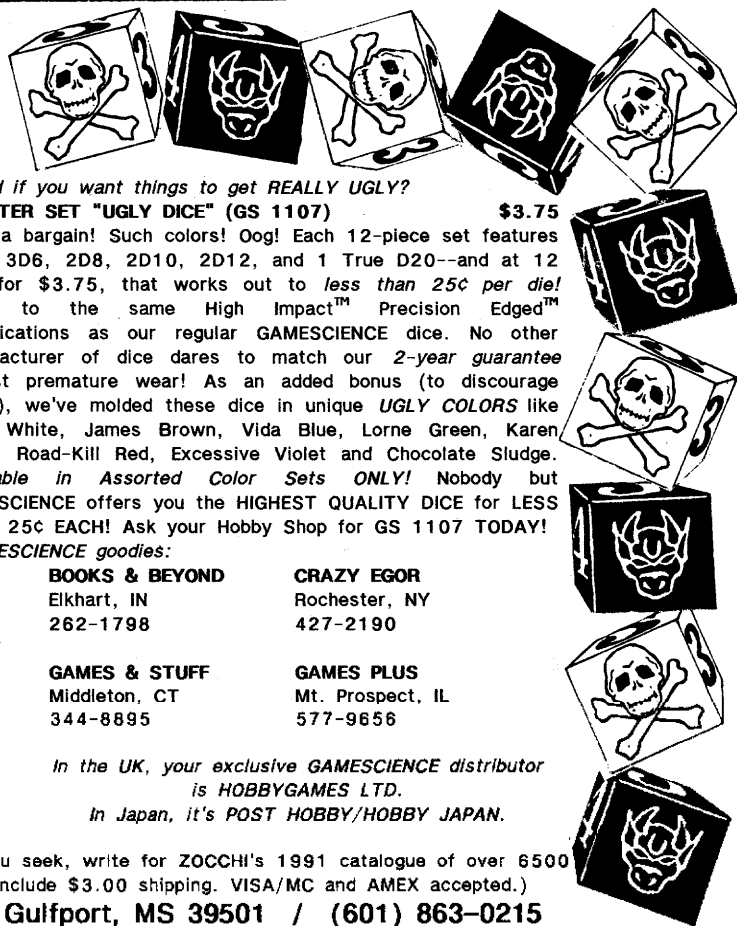 d if you want things to get REALLY UGLY?
TER SET "UGLY DICE" (GS 1107) $3.75
a bargain! Such colors! Oog! Each 12-piece set features
3D6, 2D8, 2D10, 2D12, and 1 True D20--and at 12
for $3.75, that works out to less than 25¢ per die!
to the same High Impact™ Precision Edged™
ications as our regular GAMESCIENCE dice. No other
acturer of dice dares to match our 2-year guarantee
st premature wear! As an added bonus (to discourage
), we've molded these dice in unique UGLY COLORS like
White, James Brown, Vida Blue, Lorne Green, Karen
Road-Kill Red, Excessive Violet and Chocolate Sludge.
able in Assorted Color Sets ONLY! Nobody but
SCIENCE offers you the HIGHEST QUALITY DICE for LESS
25¢ EACH! Ask your Hobby Shop for GS 1107 TODAY!
ESCIENCE goodies:
BOOKS & BEYOND
Elkhart, IN
262-1798
CRAZY EGOR
Rochester, NY
427-2190
GAMES & STUFF
Middleton, CT
344-8895
GAMES PLUS
Mt. Prospect, IL
577-9656
In the UK, your exclusive GAMESCIENCE distributor
is HOBBYGAMES LTD.
In Japan, it's POST HOBBY/HOBBY JAPAN.
u seek, write for ZOCCHI's 1991 catalogue of over 6500
nclude $3.00 shipping. VISA/MC and AMEX accepted.)
Gulfport, MS 39501 / (601) 863-0215